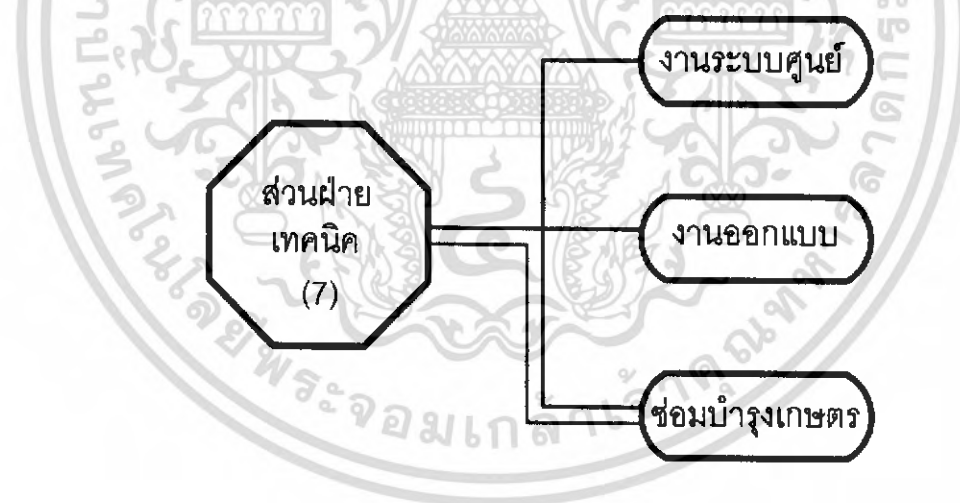 งานระบบศูนย์
ส่วนฝ่าย
เทคนิค
(7)
งานออกแบบ
ซ่อมบำรุงเกษตร